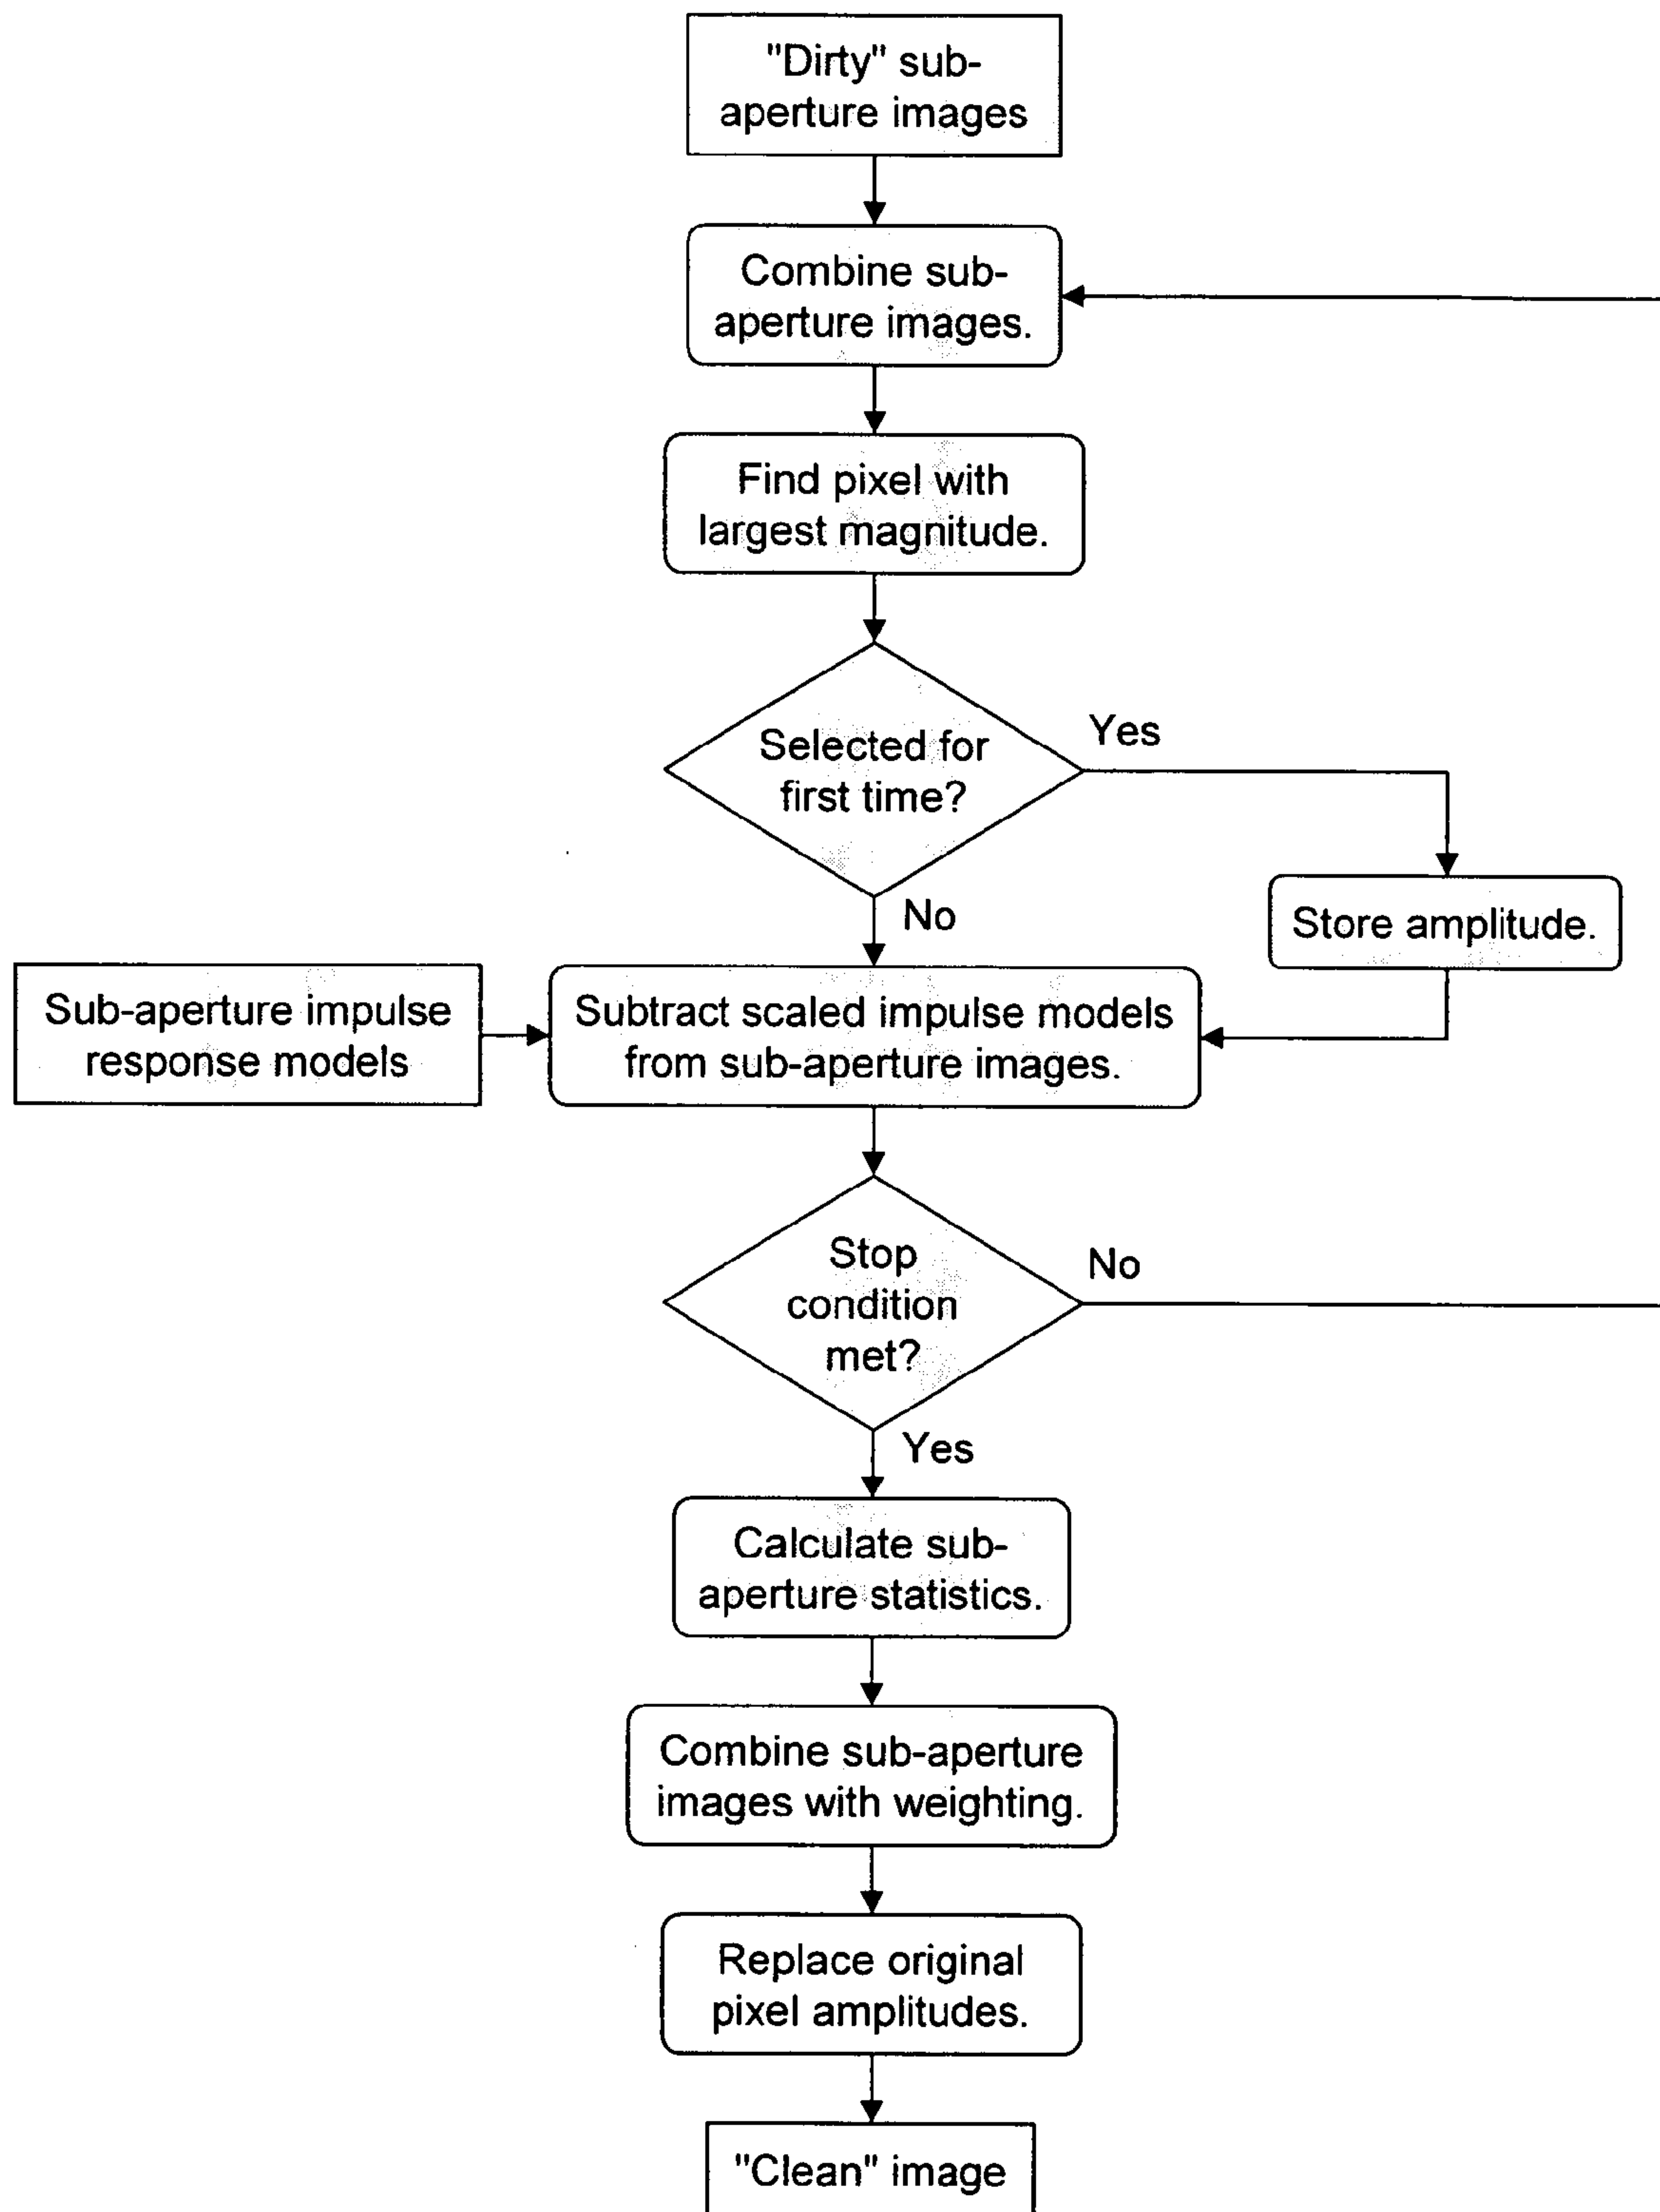 "Dirty" sub-
aperture images
Combine sub-
aperture images.
Find pixel with
largest magnitude.
Selected for
first time?
Yes
No
Store amplitude.
Sub-aperture impulse
response models
Subtract scaled impulse models
from sub-aperture images.
Stop
condition
met?
No
Yes
Calculate sub-
aperture statistics.
Combine sub-aperture
images with weighting.
Replace original
pixel amplitudes.
"Clean" image